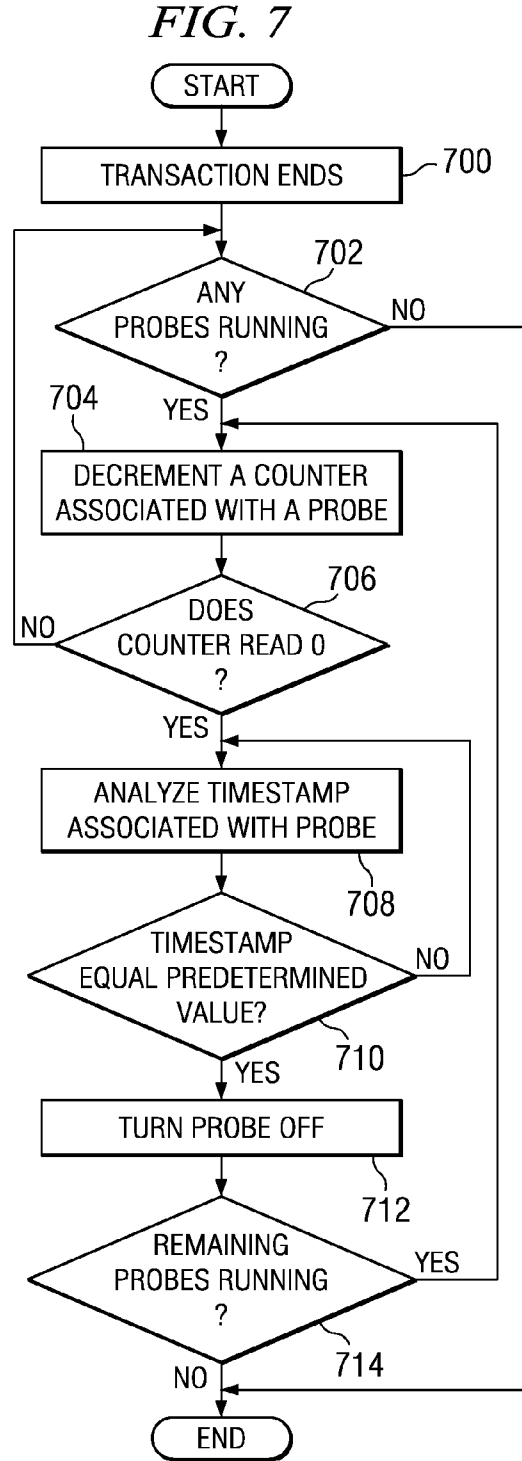 FIG. 7
START
TRANSACTION ENDS
700
702
ANY
PROBES RUNNING
?
NO
YES
704
DECREMENT A COUNTER
ASSOCIATED WITH A PROBE
706
DOES
COUNTER READ 0
?
NO
YES
ANALYZE TIMESTAMP
ASSOCIATED WITH PROBE
708
TIMESTAMP
EQUAL PREDETERMINED
VALUE?
NO
710
YES
TURN PROBE OFF
712
REMAINING
PROBES RUNNING
?
YES
714
NO
END